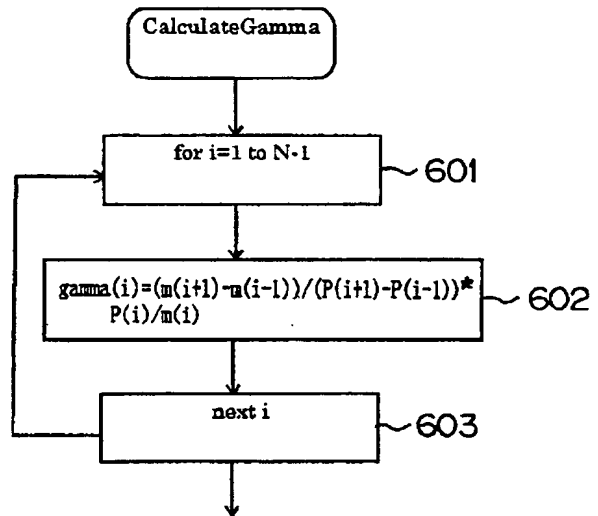 CalculateGamma
for i=1 to N-1
601
gamma(i)=(m(i+1)-m(i-1))/(P(i+1)-P(i-1))*
P(i)/m(i)
602
next i
603